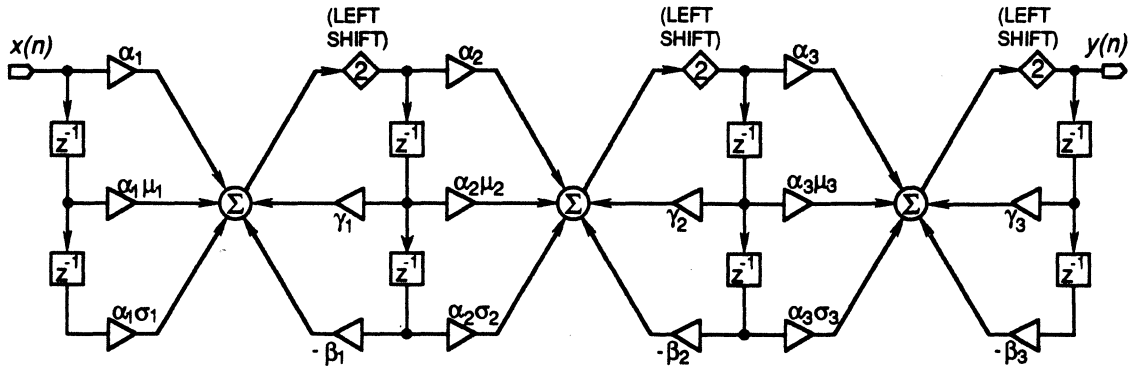 (LEFT SHIFT) (LEFT SHIFT) (LEFT SHIFT)
x(n) α₁ 2 α₂ 2 α₃ 2 y(n)
z⁻¹ z⁻¹ z⁻¹ z⁻¹
α₁μ₁ Σ γ₁ α₂μ₂ Σ γ₂ α₃μ₃ Σ γ₃
z⁻¹ z⁻¹ z⁻¹ z⁻¹
α₁σ₁ -β₁ α₂σ₂ -β₂ α₃σ₃ -β₃